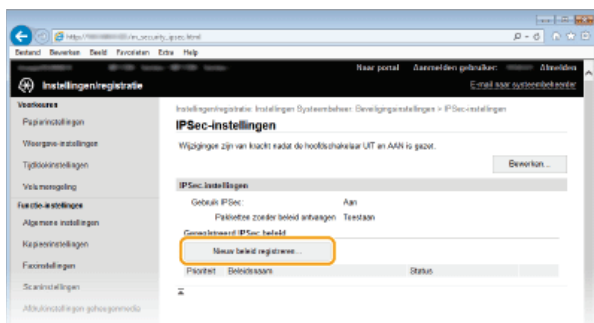 Bestand Bewerken Beeld Favorieten Extra Help
Naar portal Aanmelden gebruiker: Afmelden
Instellingen/registratie
E-mail naar systeembeheerder
Voorkeuren
Papierinstellingen
Weergave-instellingen
Tijdklokinstellingen
Volumeregeling
Functie-instellingen
Algemene instellingen
Kopieerinstellingen
Faxinstellingen
Scaninstellingen
Afdrukinstellingen geheugenmedia
Instellingen/registratie: Instellingen Systeembeheer: Beveiligingsinstellingen > IPSec-instellingen
IPSec-instellingen
Wijzigingen zijn van kracht nadat de hoofdschakelaar UIT en AAN is gezet.
Bewerken...
IPSec-instellingen
Gebruik IPSec: Aan
Pakketten zonder beleid ontvangen Toestaan
Geregistreerd IPSec-beleid
Nieuw beleid registreren...
Prioriteit Beleidsnaam Status